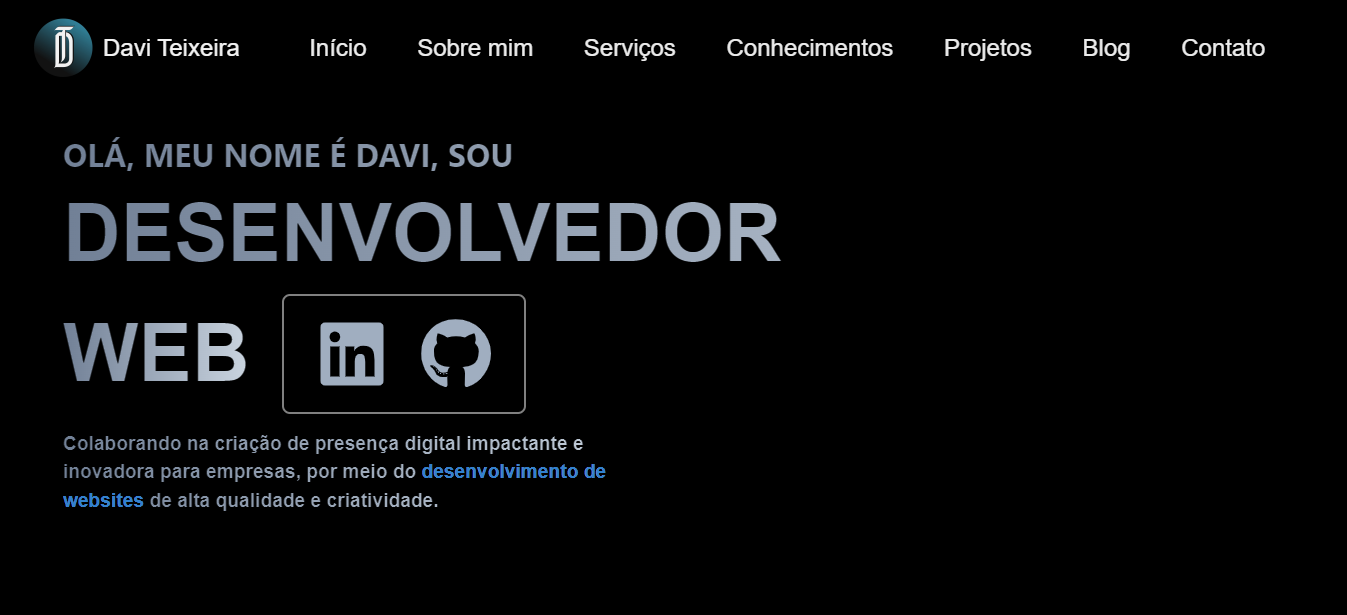 Davi Teixeira Início Sobre mim Serviços Conhecimentos Projetos Blog Contato
OLÁ, MEU NOME É DAVI, SOU
DESENVOLVEDOR
WEB in
Colaborando na criação de presença digital impactante e
inovadora para empresas, por meio do desenvolvimento de
websites de alta qualidade e criatividade.